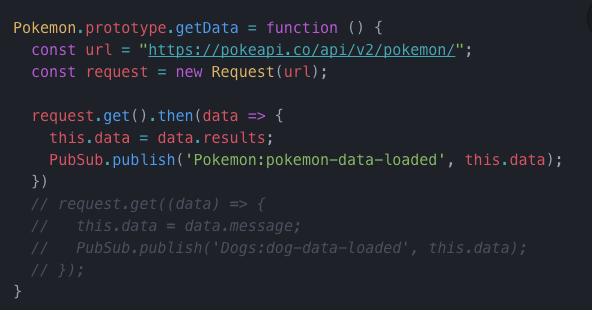 Pokemon.prototype.getData = function () {
  const url = "https://pokeapi.co/api/v2/pokemon/";
  const request = new Request(url);

  request.get().then(data => {
    this.data = data.results;
    PubSub.publish('Pokemon:pokemon-data-loaded', this.data);
  })
  // request.get((data) => {
  //   this.data = data.message;
  //   PubSub.publish('Dogs:dog-data-loaded', this.data);
  // });
}